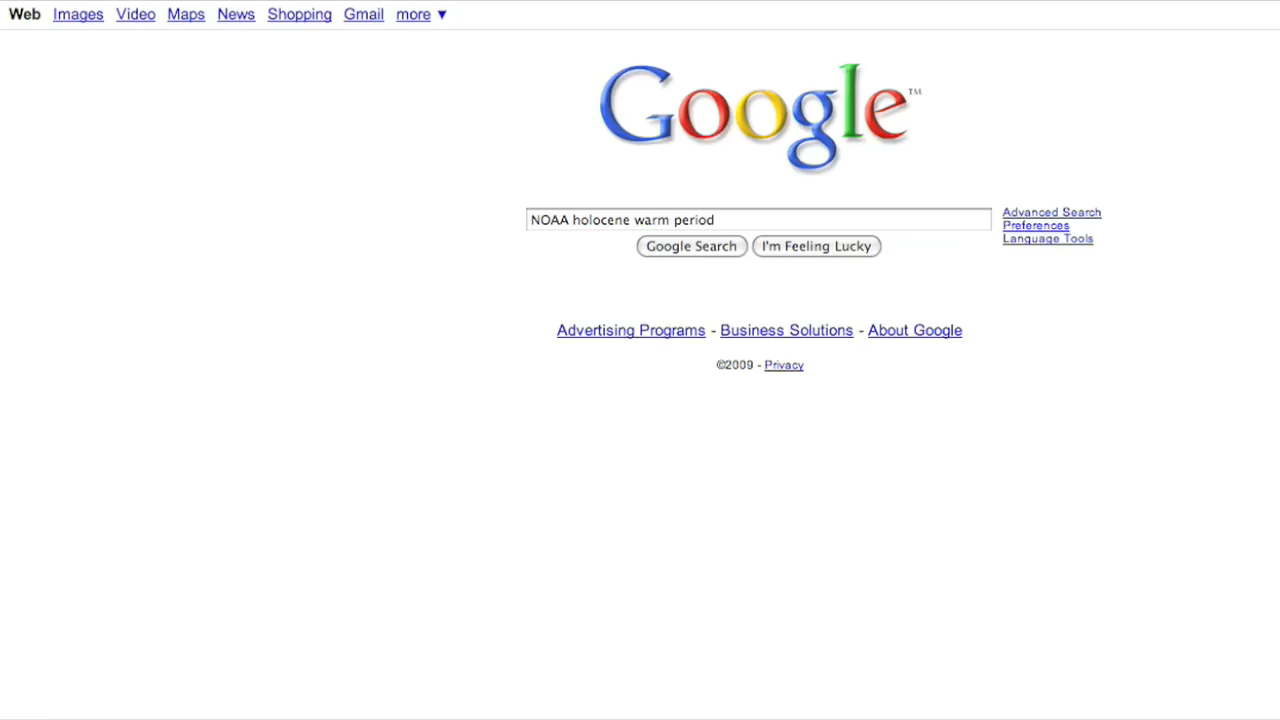 Web Images Video Maps News Shopping Gmail more ▼
Google™
NOAA holocene warm period
Advanced Search
Preferences
Language Tools
Google Search I'm Feeling Lucky
Advertising Programs - Business Solutions - About Google
©2009 - Privacy